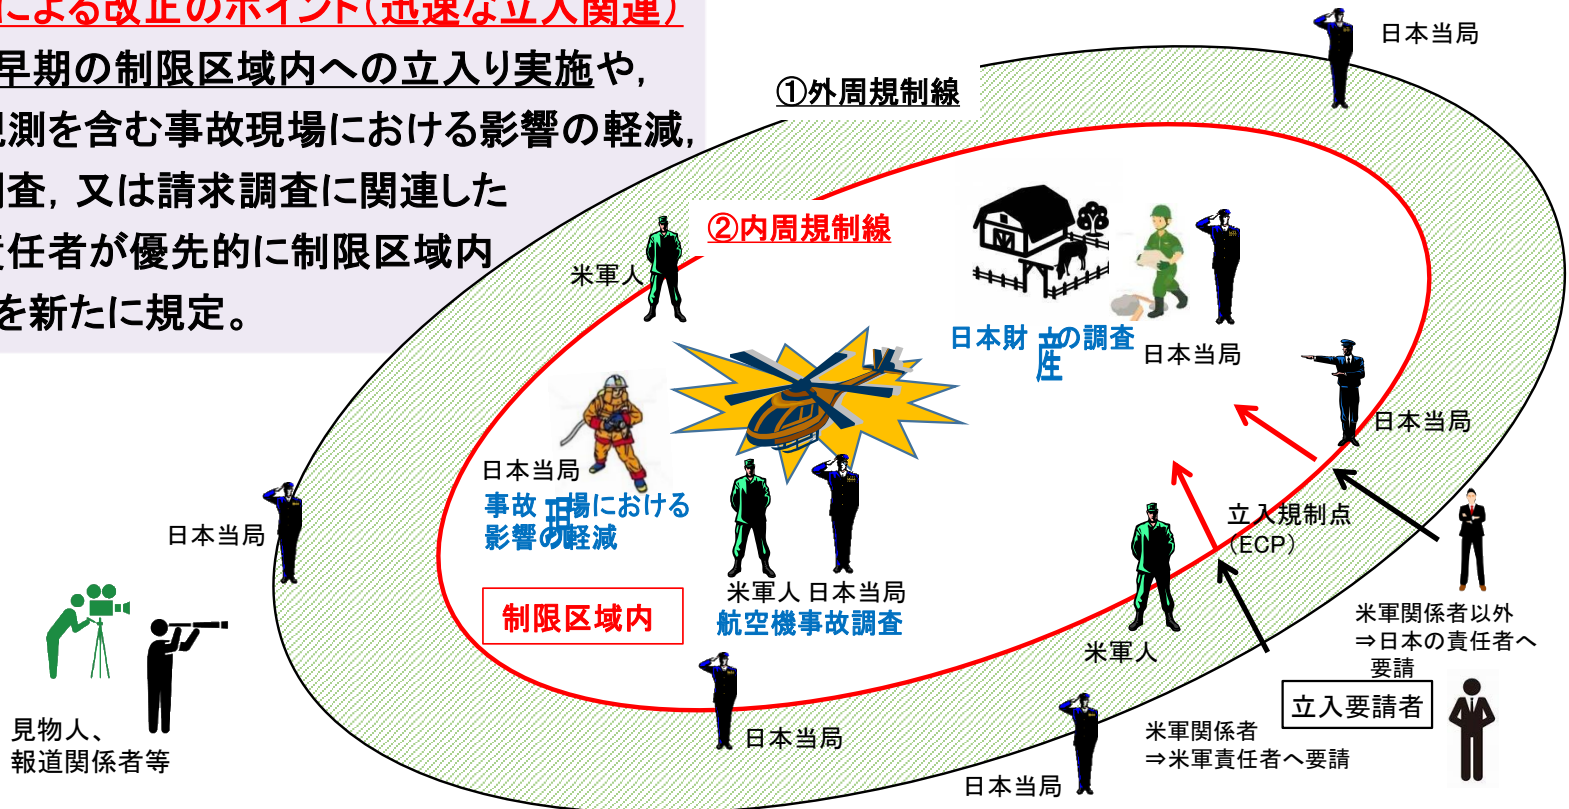 による改正のポイント（迅速な立入関連）
早期の制限区域内への立入り実施や，
測を含む事故現場における影響の軽減，
査，又は請求調査に関連した
責任者が優先的に制限区域内
を新たに規定。
日本当局
①外周規制線
②内周規制線
米軍人
日本財産の調査
日本当局
日本当局
日本当局
事故現場における
影響の軽減
日本当局
立入規制点
（ECP）
米軍人 日本当局
航空機事故調査
制限区域内
米軍人
米軍関係者以外
⇒日本の責任者へ
要請
立入要請者
見物人、
報道関係者等
日本当局
米軍関係者
⇒米軍責任者へ要請
日本当局